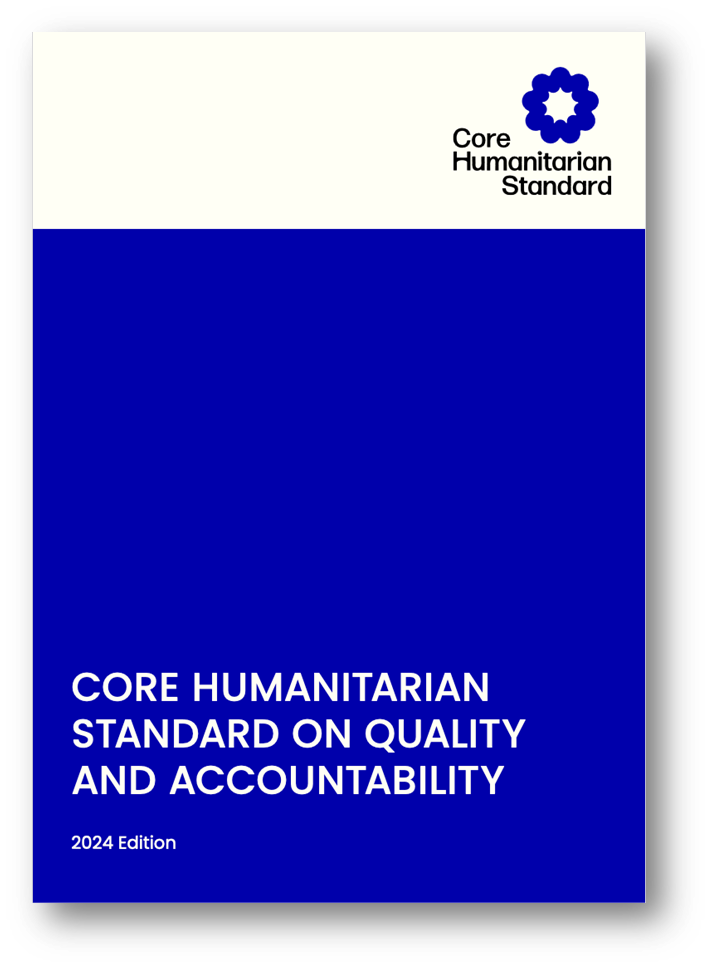 Core
Humanitarian
Standard
CORE HUMANITARIAN
STANDARD ON QUALITY
AND ACCOUNTABILITY
2024 Edition